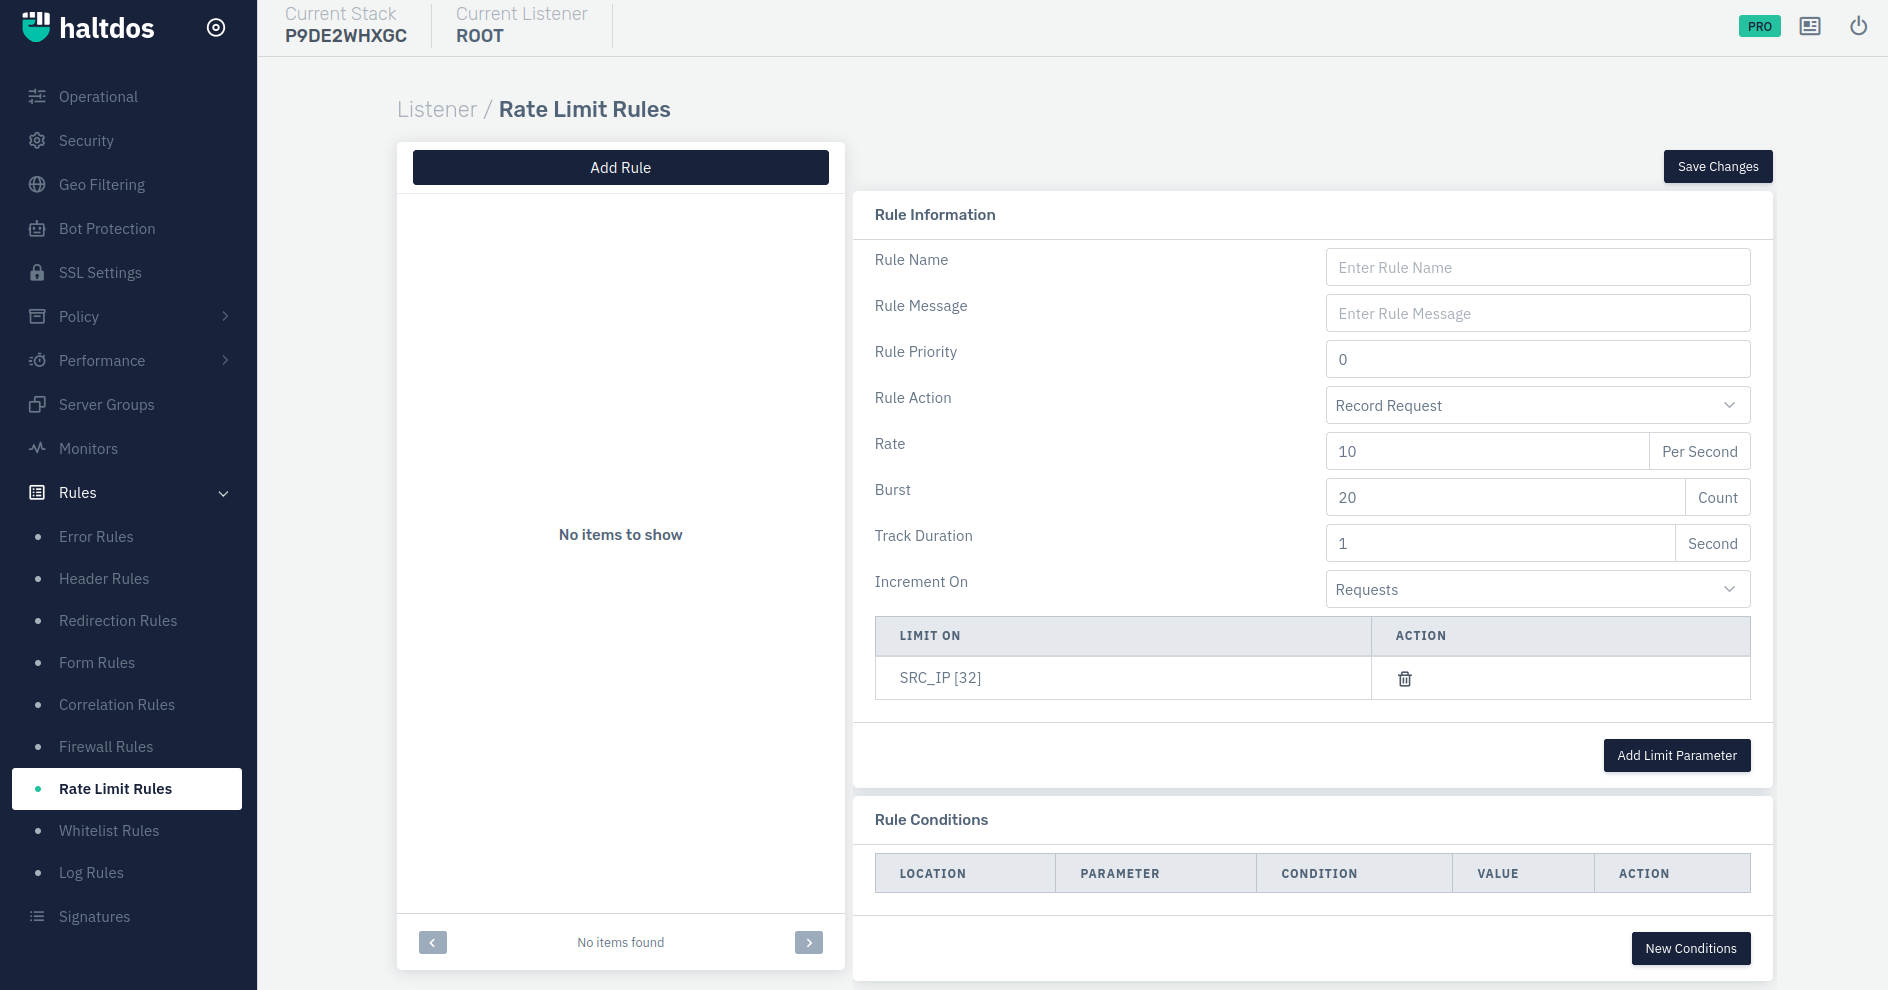 haltdos
Current Stack
P9DE2WHXGC
Current Listener
ROOT
PRO
Operational
Security
Geo Filtering
Bot Protection
SSL Settings
Policy
Performance
Server Groups
Monitors
Rules
Error Rules
Header Rules
Redirection Rules
Form Rules
Correlation Rules
Firewall Rules
Rate Limit Rules
Whitelist Rules
Log Rules
Signatures
Listener / Rate Limit Rules
Add Rule
No items to show
No items found
Save Changes
Rule Information
Rule Name
Enter Rule Name
Rule Message
Enter Rule Message
Rule Priority
0
Rule Action
Record Request
Rate
10 Per Second
Burst
20 Count
Track Duration
1 Second
Increment On
Requests
LIMIT ON ACTION
SRC_IP [32]
Add Limit Parameter
Rule Conditions
LOCATION PARAMETER CONDITION VALUE ACTION
New Conditions